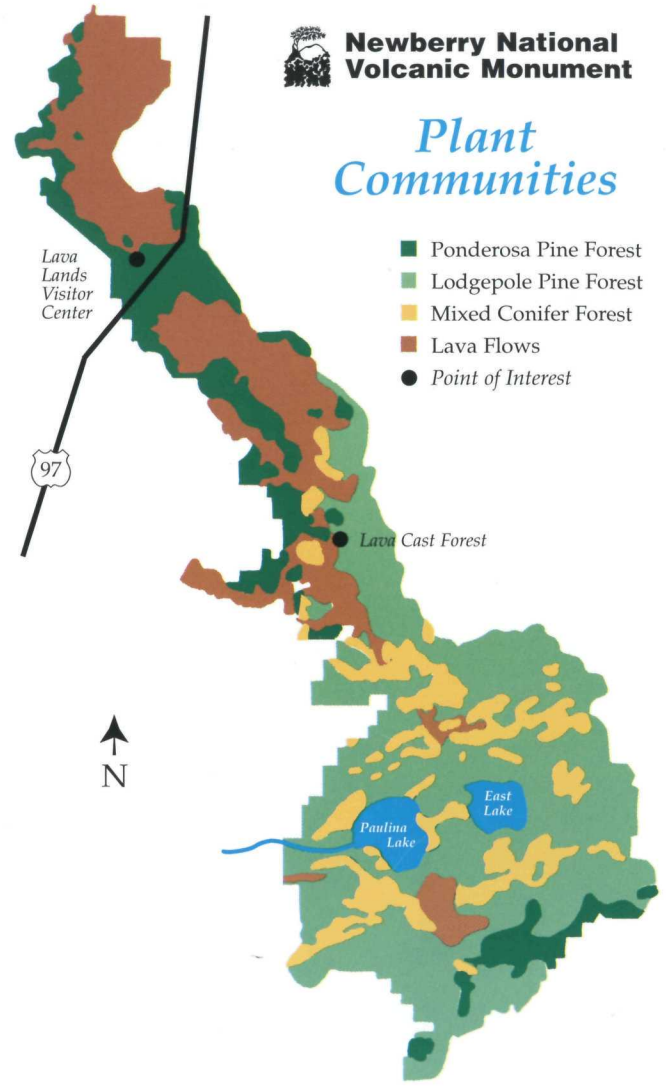 Newberry National
Volcanic Monument
Plant
Communities
Ponderosa Pine Forest
Lodgepole Pine Forest
Mixed Conifer Forest
Lava Flows
Point of Interest
Lava
Lands
Visitor
Center
97
Lava Cast Forest
N
East
Lake
Paulina
Lake